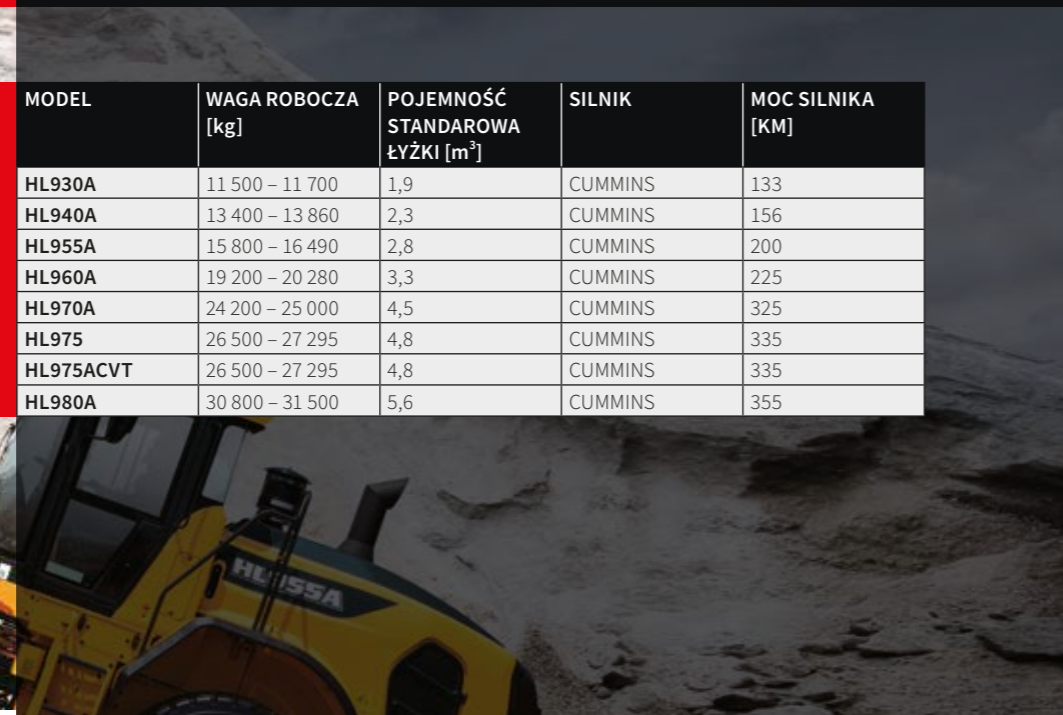 MODEL WAGA ROBOCZA [kg] POJEMNOŚĆ STANDAROWA ŁYŻKI [m³] SILNIK MOC SILNIKA [KM]
HL930A 11 500 – 11 700 1,9 CUMMINS 133
HL940A 13 400 – 13 860 2,3 CUMMINS 156
HL955A 15 800 – 16 490 2,8 CUMMINS 200
HL960A 19 200 – 20 280 3,3 CUMMINS 225
HL970A 24 200 – 25 000 4,5 CUMMINS 325
HL975 26 500 – 27 295 4,8 CUMMINS 335
HL975ACVT 26 500 – 27 295 4,8 CUMMINS 335
HL980A 30 800 – 31 500 5,6 CUMMINS 355
HL955A